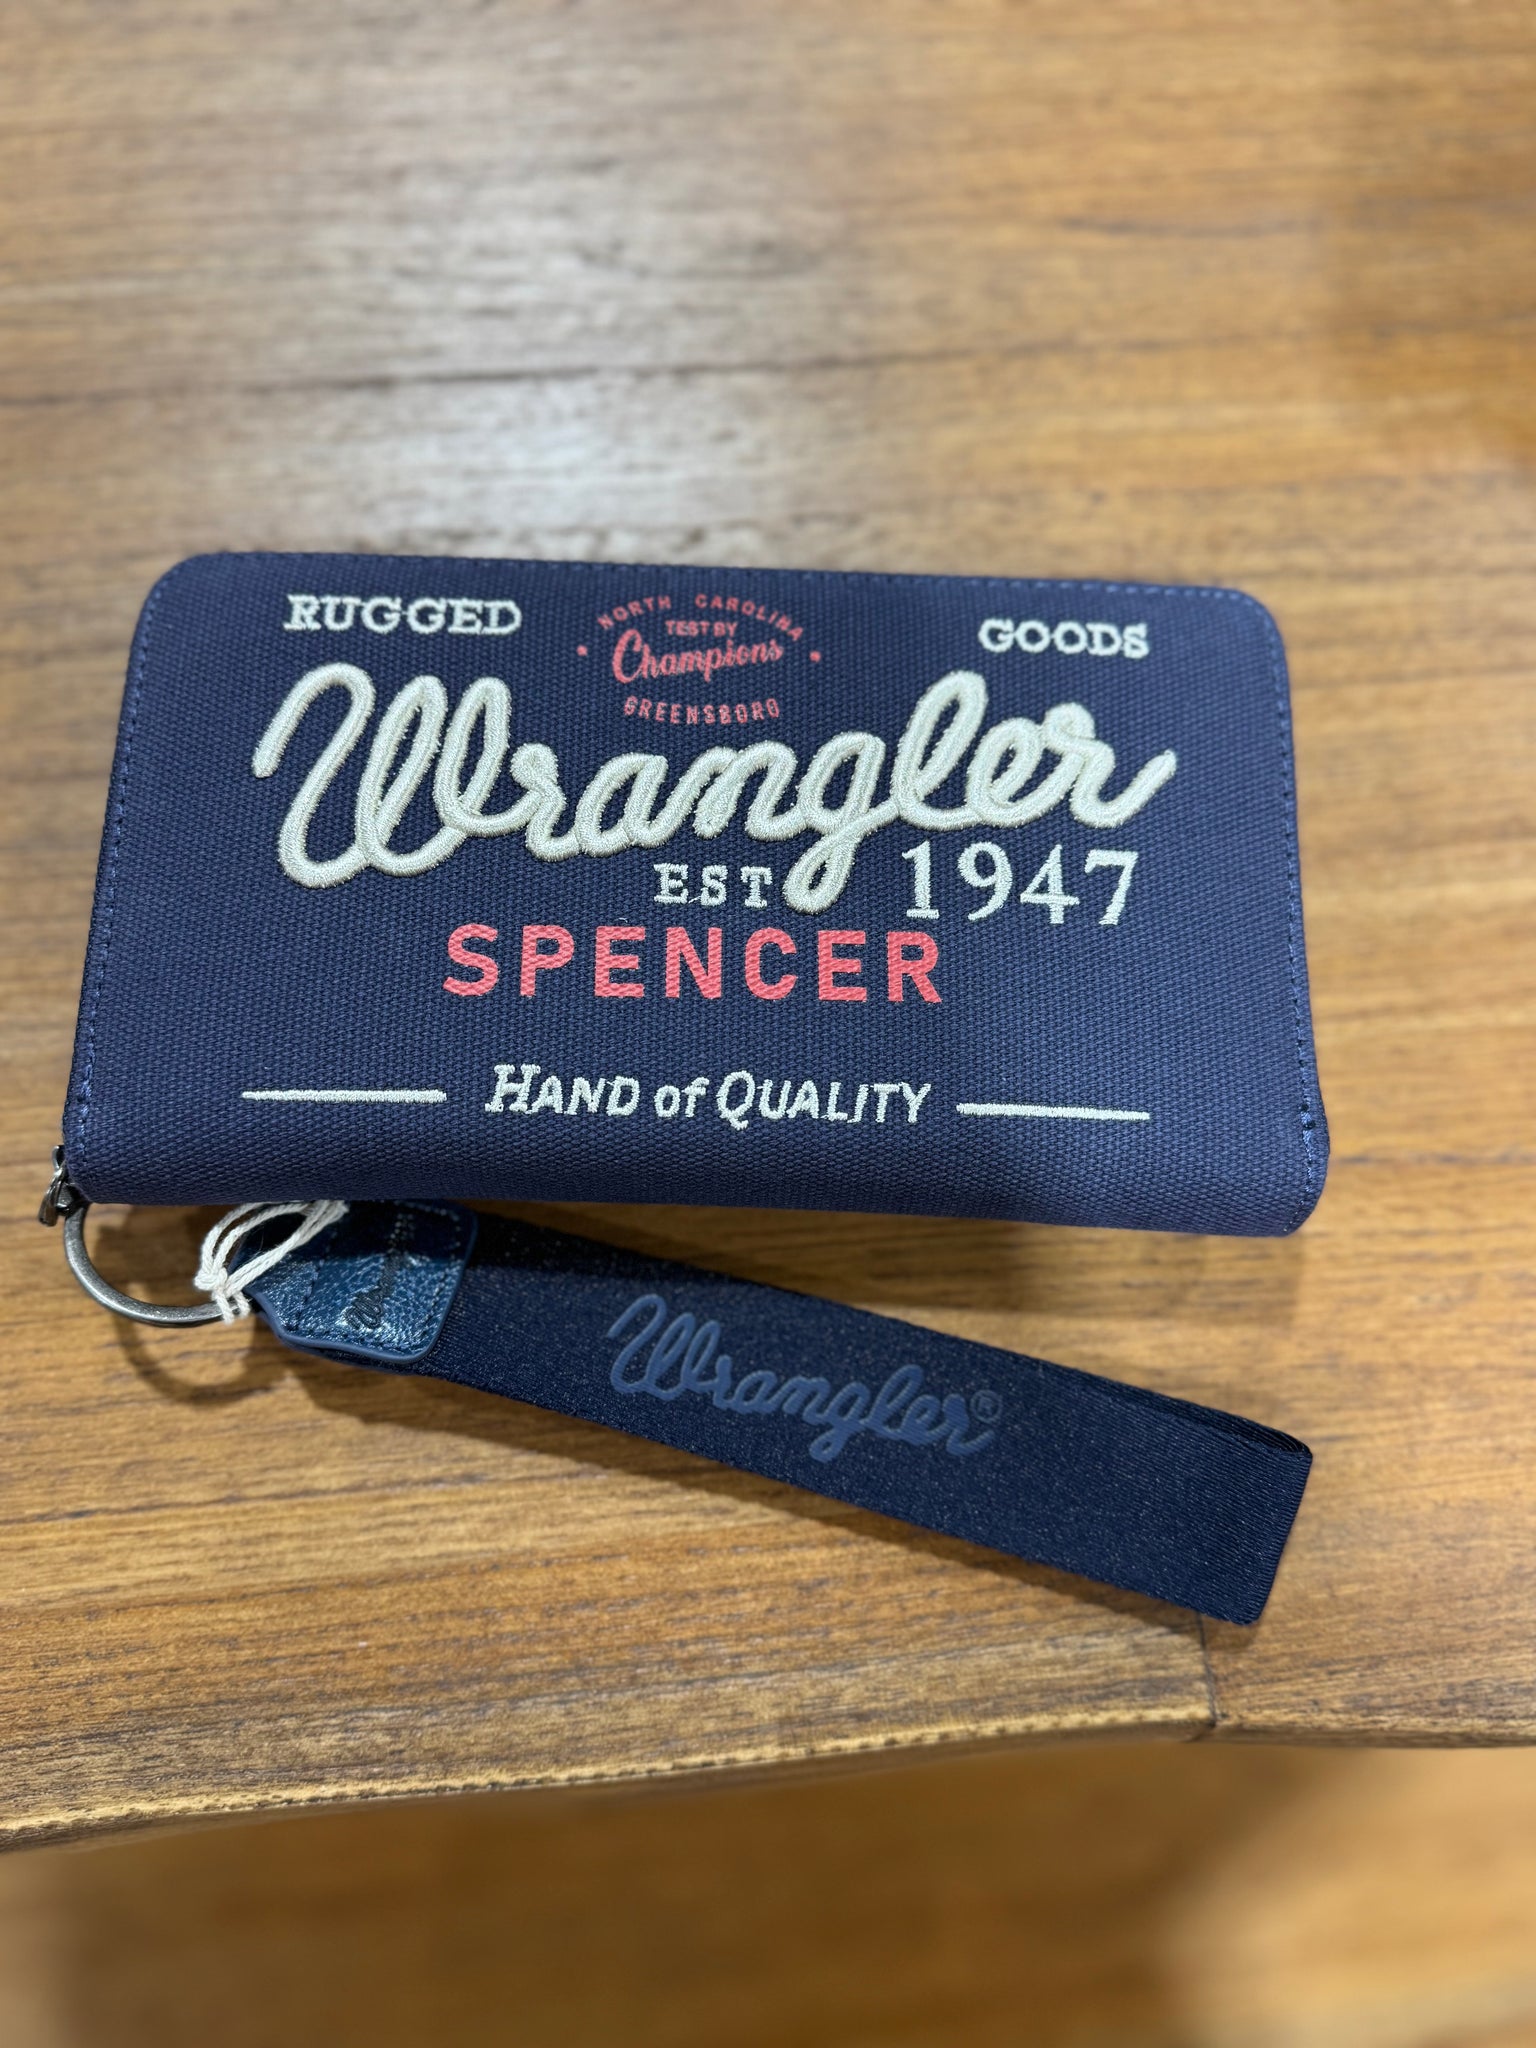 RUGGED
NORTH CAROLINA
TEST BY
Champions
GREENSBORO
GOODS
Wrangler
EST 1947
SPENCER
HAND of QUALITY
Wrangler®